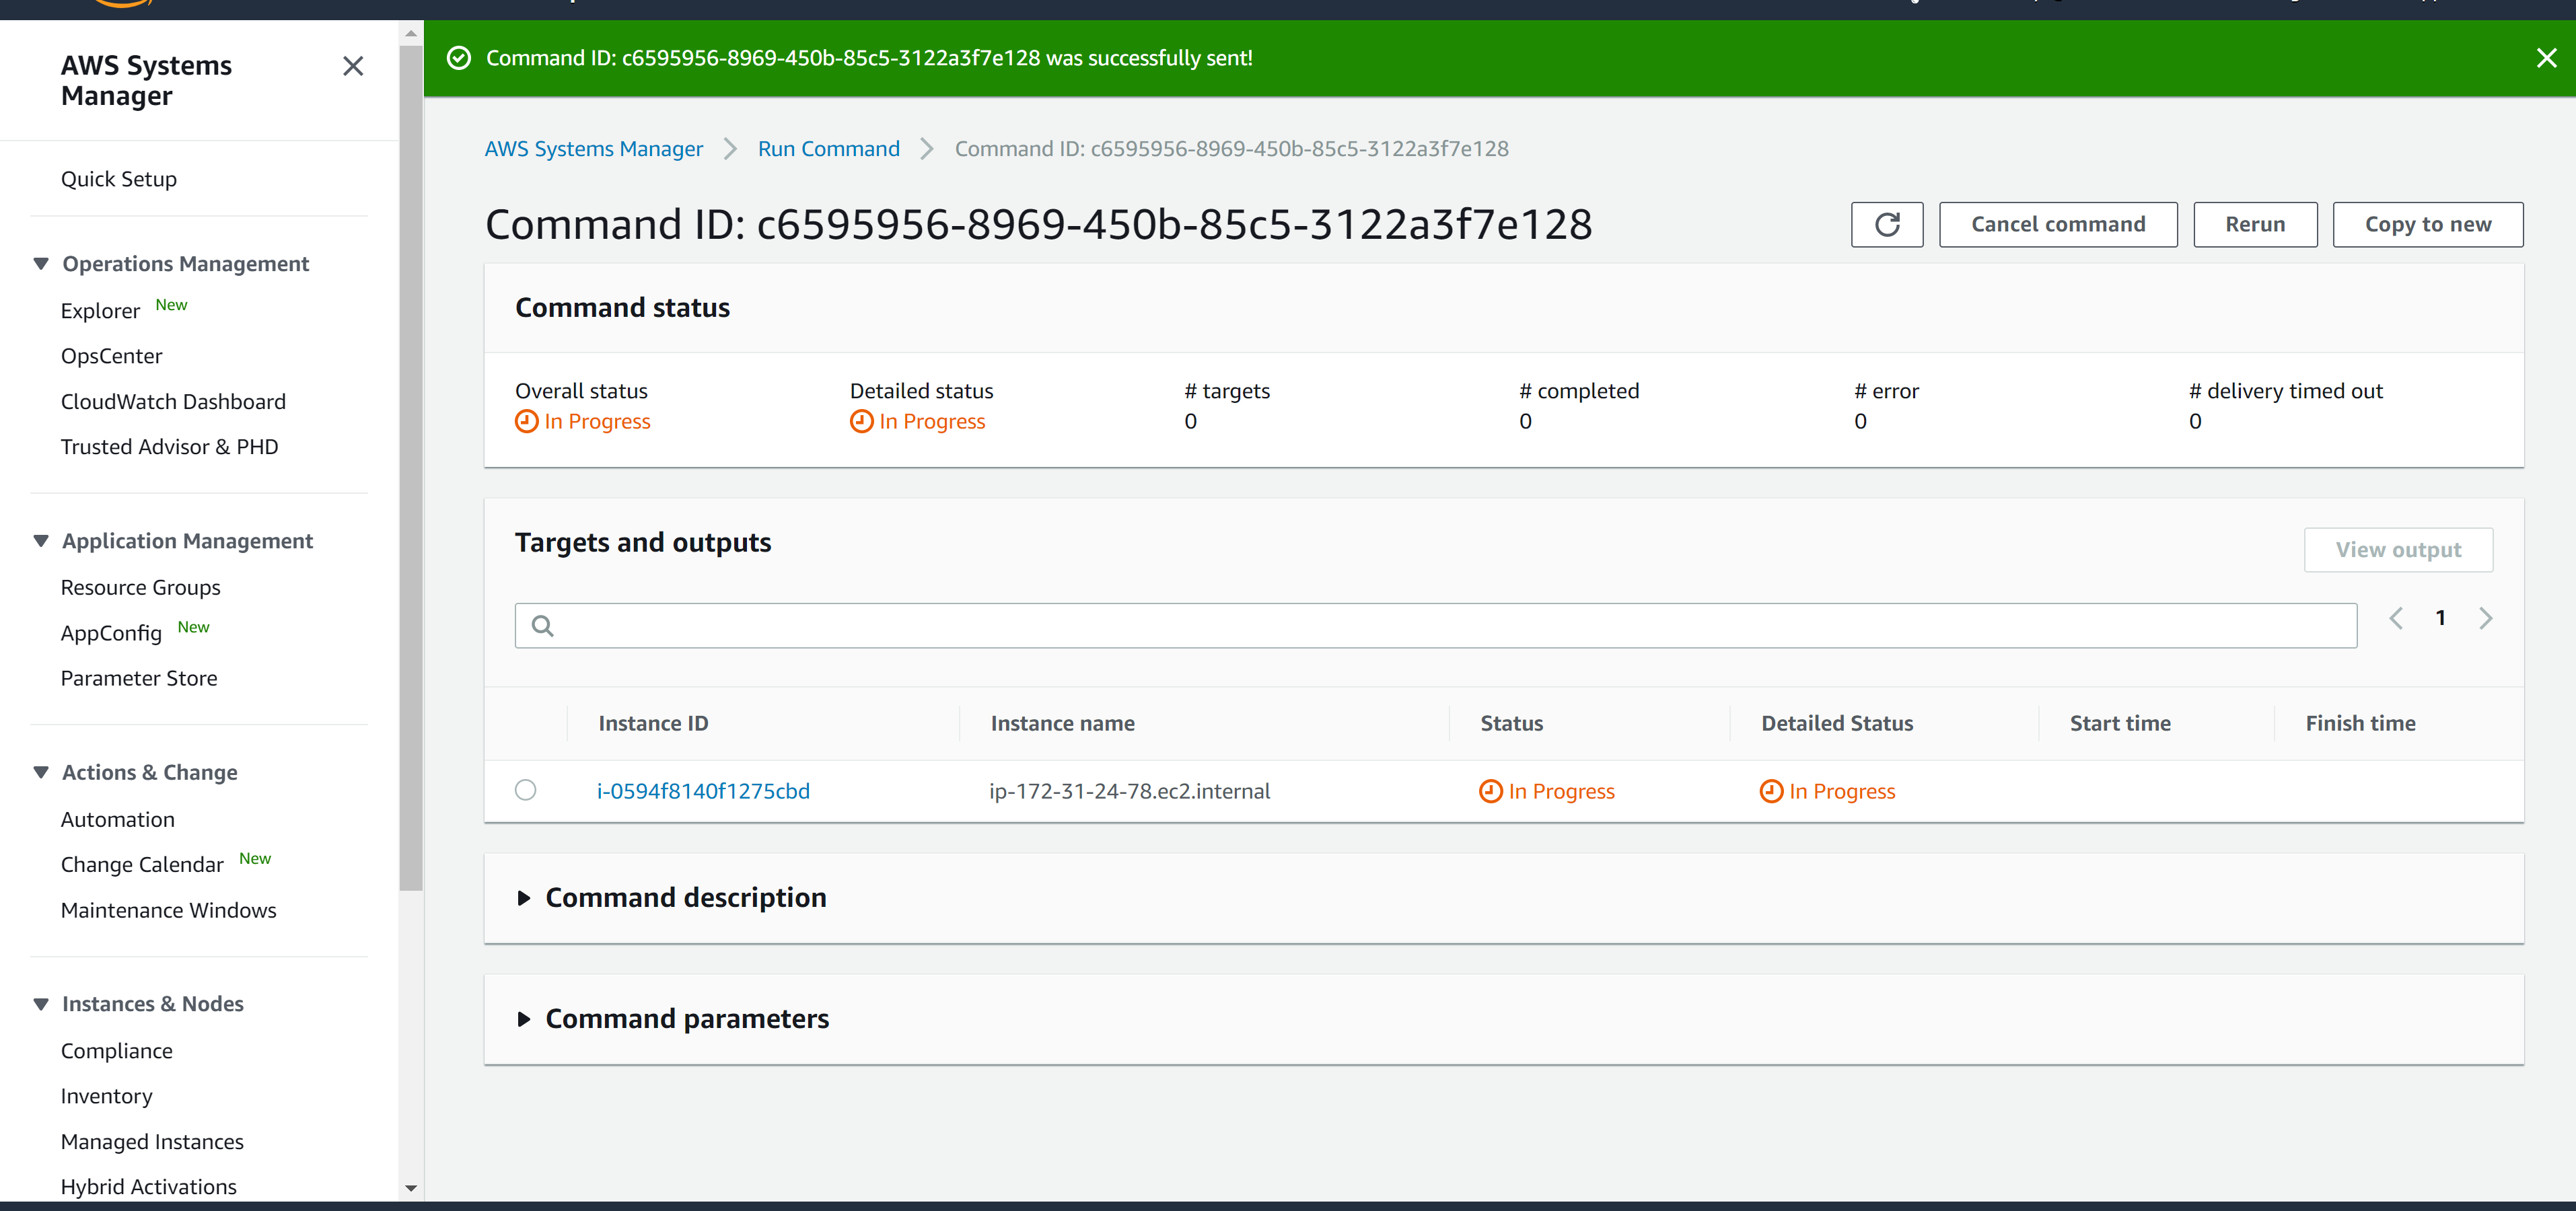 AWS Systems
Manager
Quick Setup
Operations Management
Explorer New
OpsCenter
CloudWatch Dashboard
Trusted Advisor & PHD
Application Management
Resource Groups
AppConfig New
Parameter Store
Actions & Change
Automation
Change Calendar New
Maintenance Windows
Instances & Nodes
Compliance
Inventory
Managed Instances
Hybrid Activations
Command ID: c6595956-8969-450b-85c5-3122a3f7e128 was successfully sent!
AWS Systems Manager Run Command Command ID: c6595956-8969-450b-85c5-3122a3f7e128
Command ID: c6595956-8969-450b-85c5-3122a3f7e128 Cancel command Rerun Copy to new
Command status
Overall status Detailed status # targets # completed # error # delivery timed out
In Progress In Progress 0 0 0 0
Targets and outputs View output
1
Instance ID Instance name Status Detailed Status Start time Finish time
i-0594f8140f1275cbd ip-172-31-24-78.ec2.internal In Progress In Progress
Command description
Command parameters